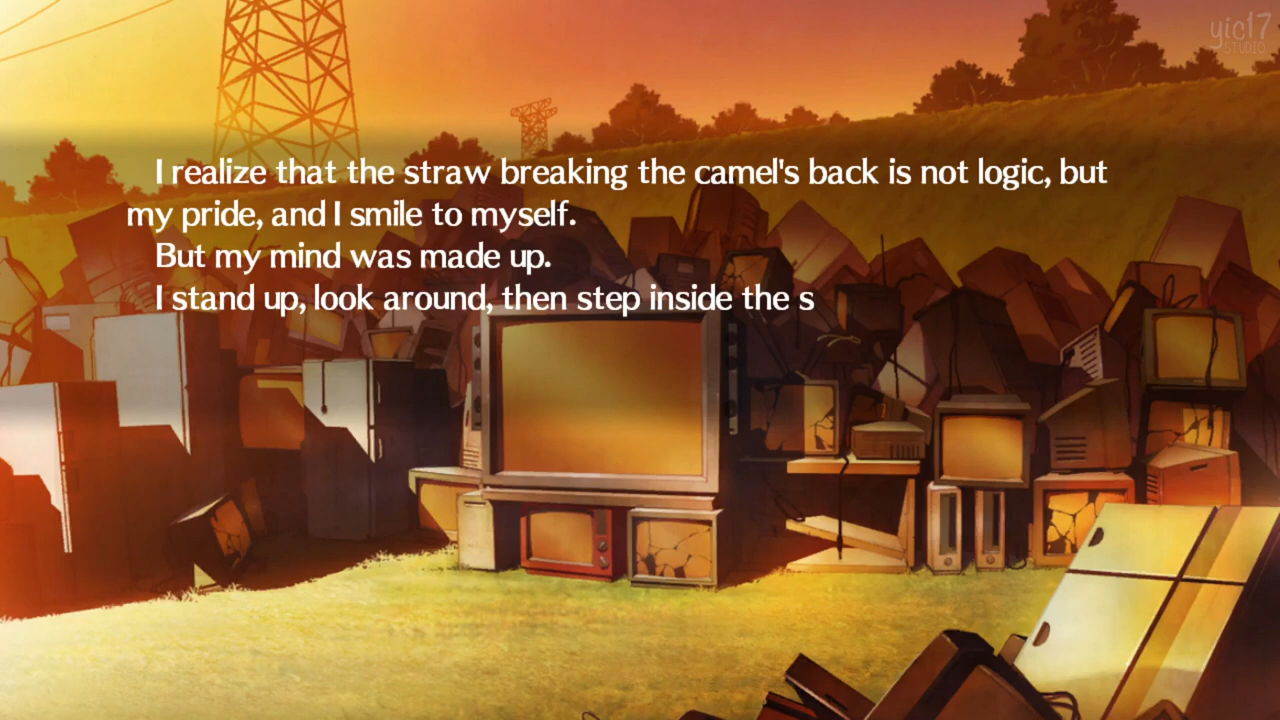 yic17
STUDIO
I realize that the straw breaking the camel's back is not logic, but
my pride, and I smile to myself.
But my mind was made up.
I stand up, look around, then step inside the s